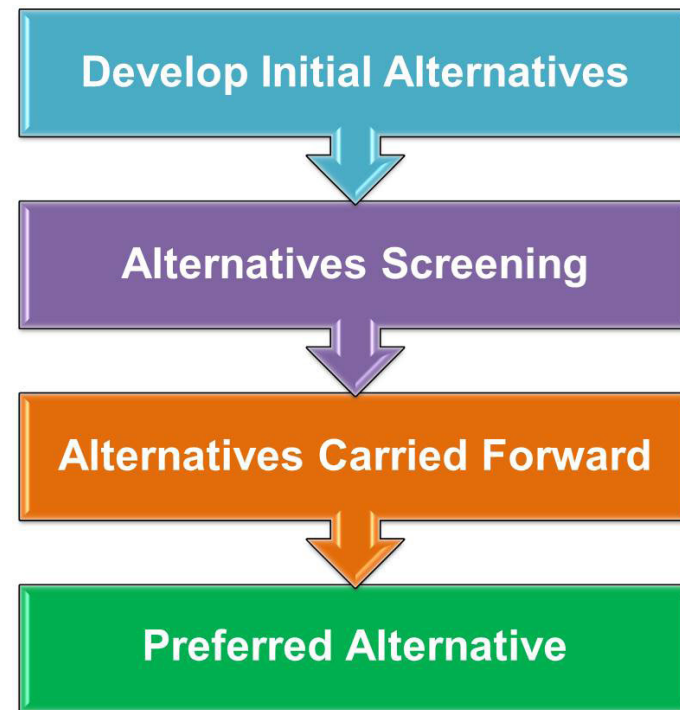 Develop Initial Alternatives
Alternatives Screening
Alternatives Carried Forward
Preferred Alternative